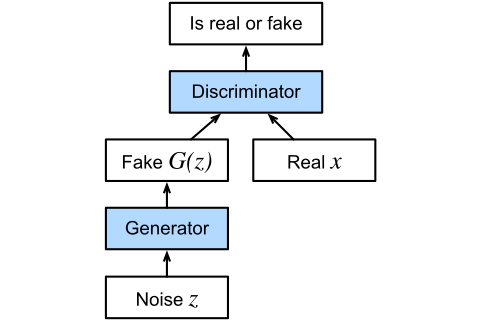 Is real or fake
Discriminator
Fake G(z)
Real x
Generator
Noise z